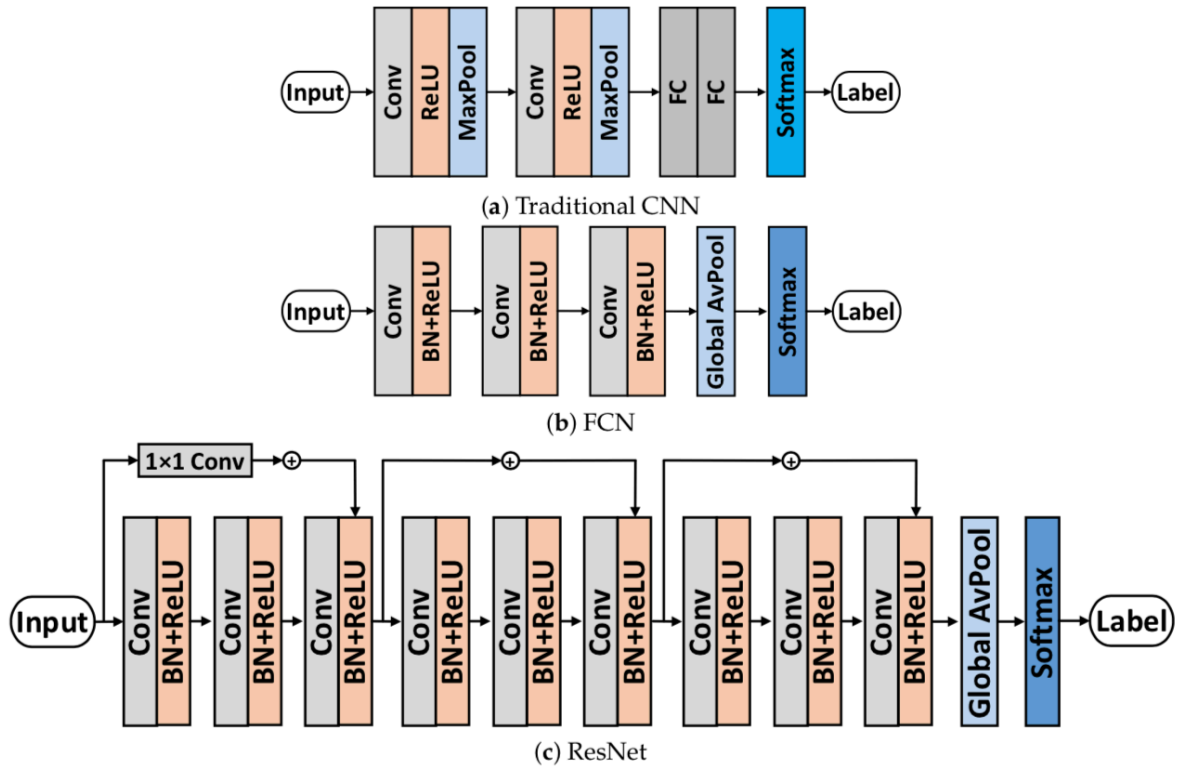 Input
Conv
ReLU
MaxPool
Conv
ReLU
MaxPool
FC
FC
Softmax
Label
(a) Traditional CNN
Input
Conv
BN+ReLU
Conv
BN+ReLU
Conv
BN+ReLU
Global AvPool
Softmax
Label
(b) FCN
1×1 Conv
+
+
+
Input
Conv
BN+ReLU
Conv
BN+ReLU
Conv
BN+ReLU
Conv
BN+ReLU
Conv
BN+ReLU
Conv
BN+ReLU
Conv
BN+ReLU
Conv
BN+ReLU
Conv
BN+ReLU
Global AvPool
Softmax
Label
(c) ResNet